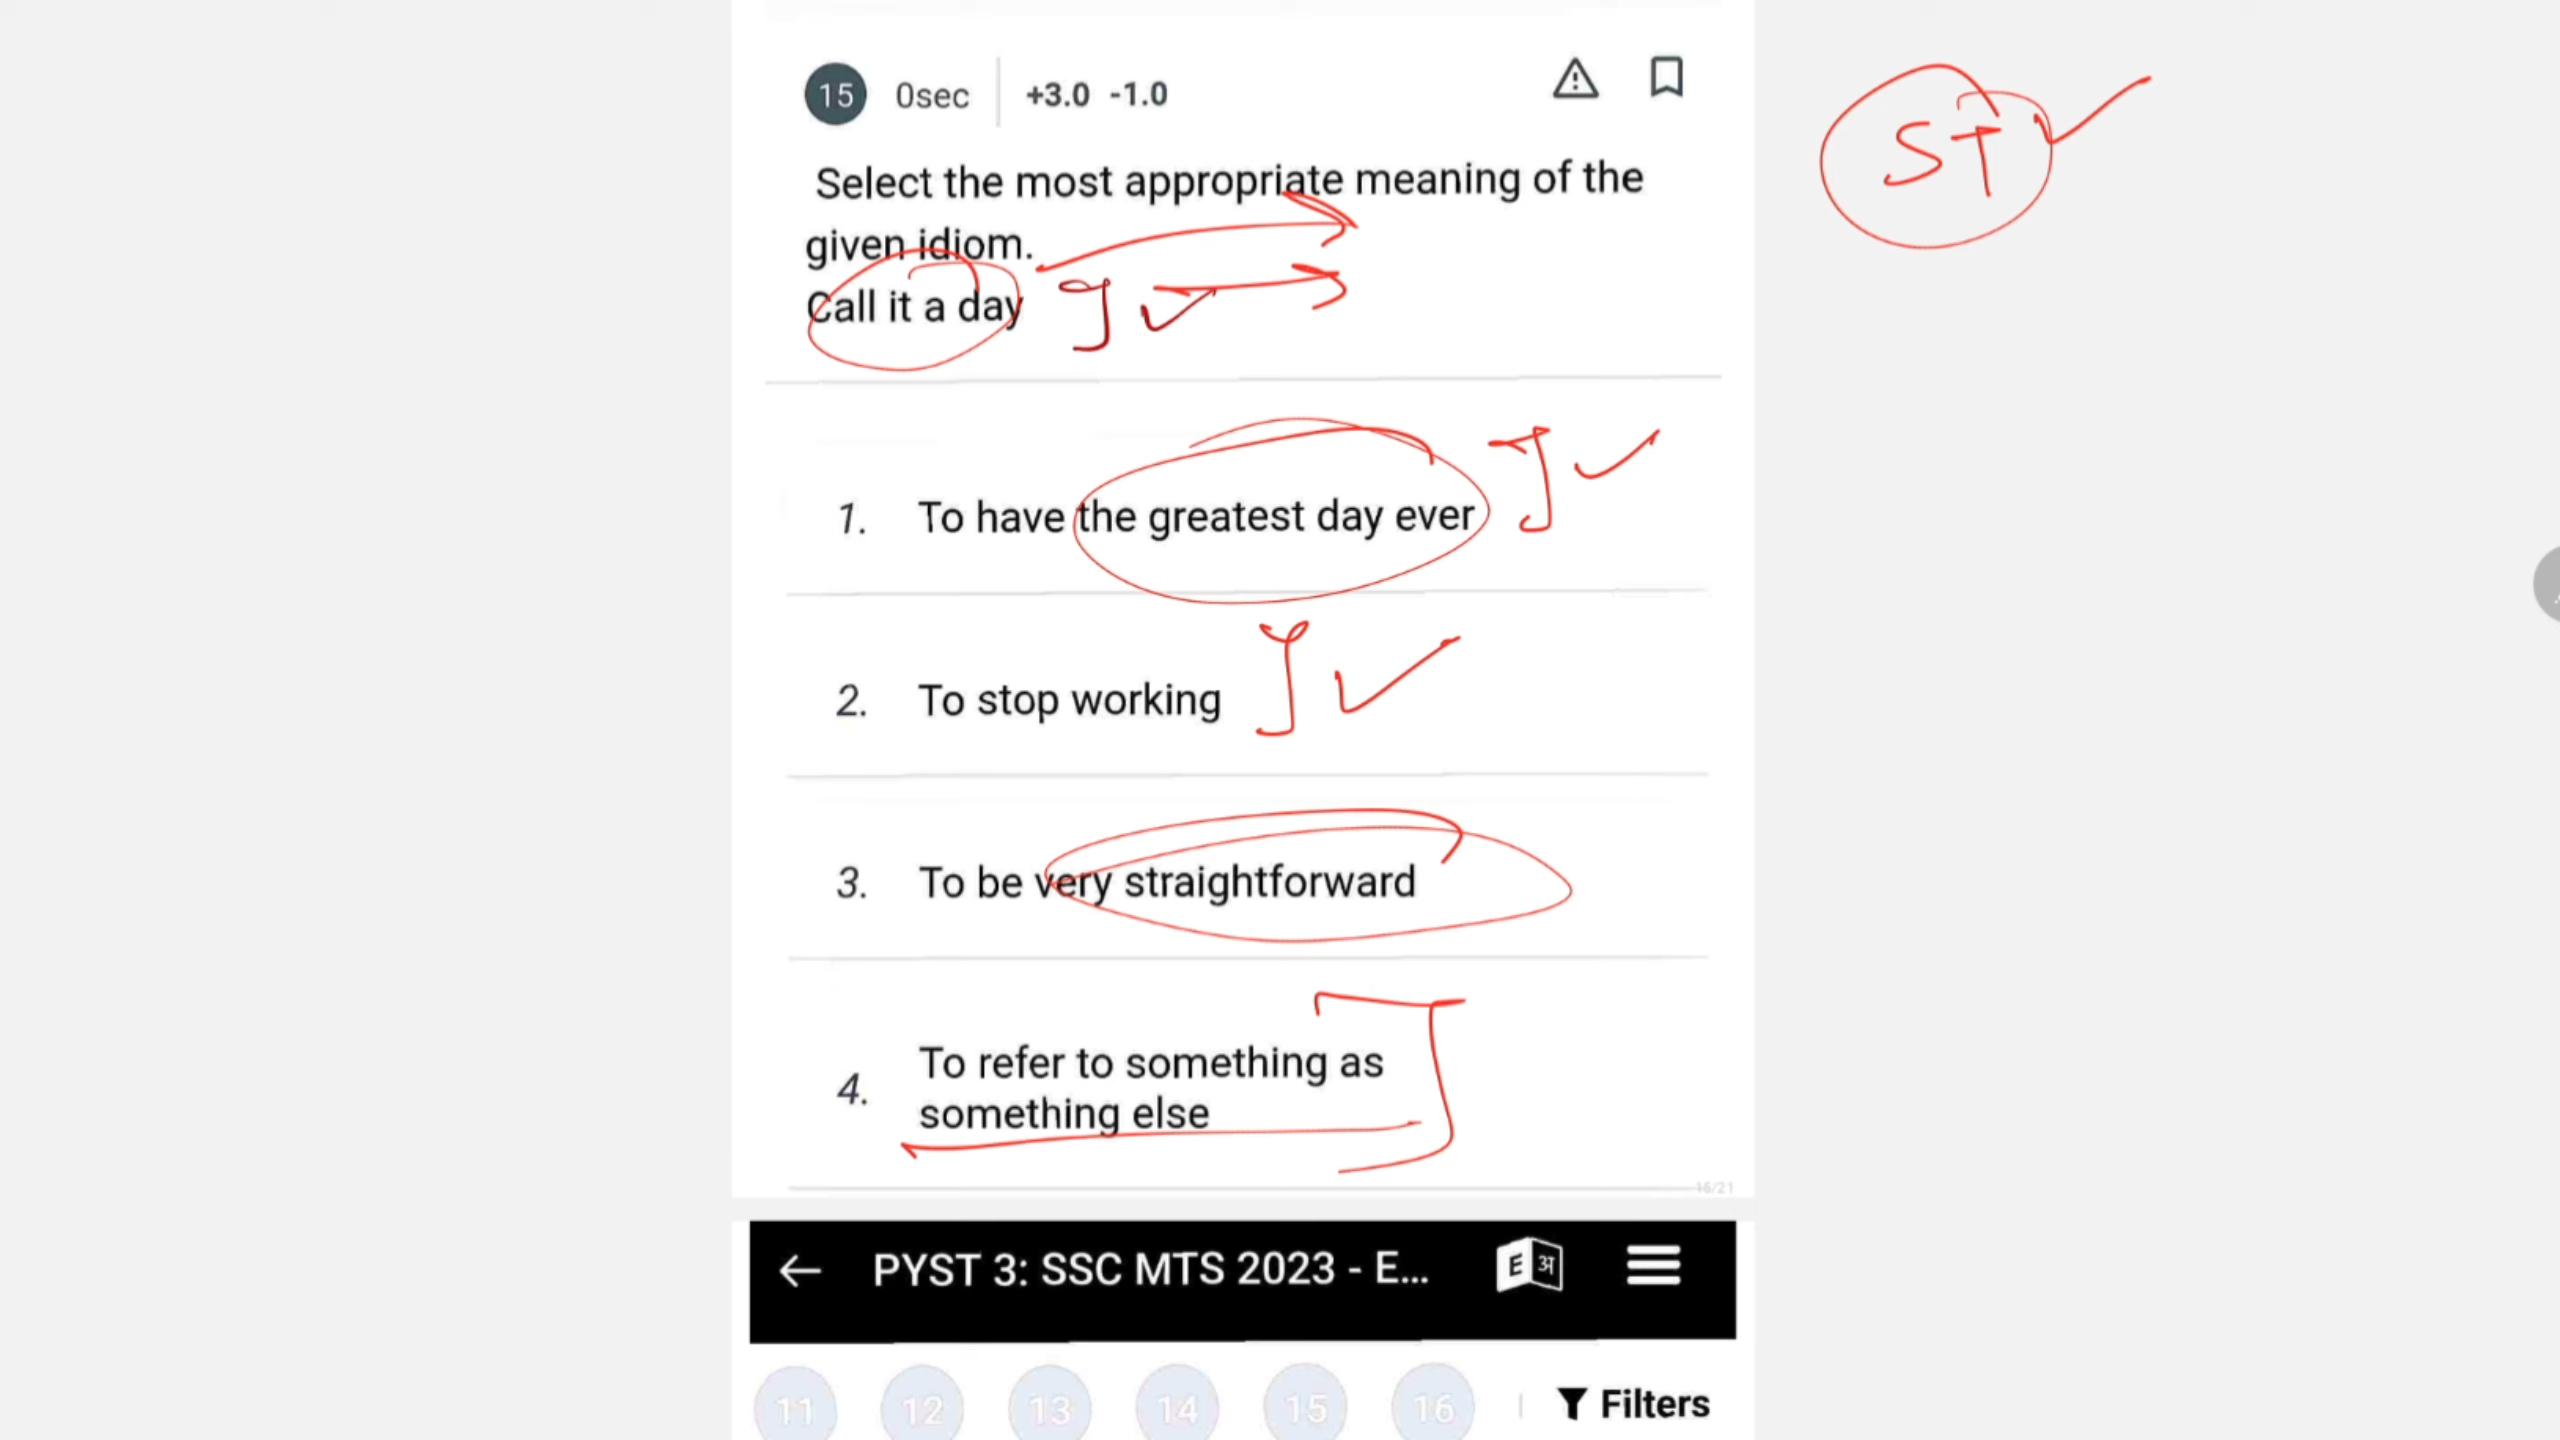 15 0sec +3.0 -1.0
ST
Select the most appropriate meaning of the
given idiom.
Call it a day
1. To have the greatest day ever
2. To stop working
3. To be very straightforward
4. To refer to something as
something else
16/21
PYST 3: SSC MTS 2023 - E... E अ
11 12 13 14 15 16 Filters